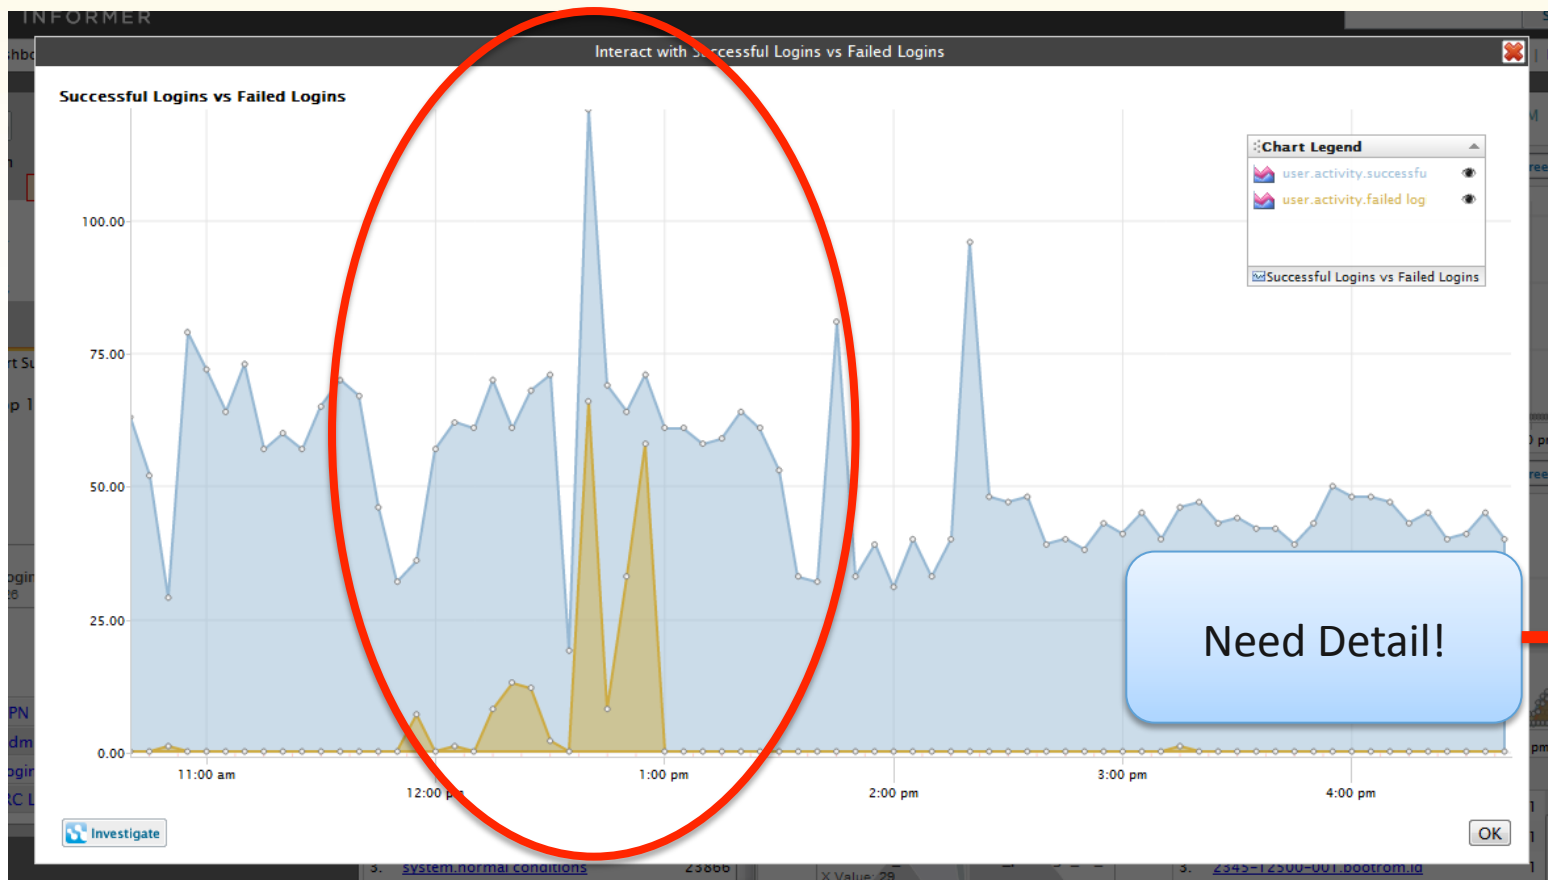 INFORMER
Interact with Successful Logins vs Failed Logins
Successful Logins vs Failed Logins
Chart Legend
user.activity.successfu
user.activity.failed log
Successful Logins vs Failed Logins
100.00
75.00
50.00
25.00
0.00
11:00 am
12:00 pm
1:00 pm
2:00 pm
3:00 pm
4:00 pm
Need Detail!
Investigate
OK
3. system.normal conditions 23866
X Value: 29
3. 2345-12500-001.bootrom.ld 1